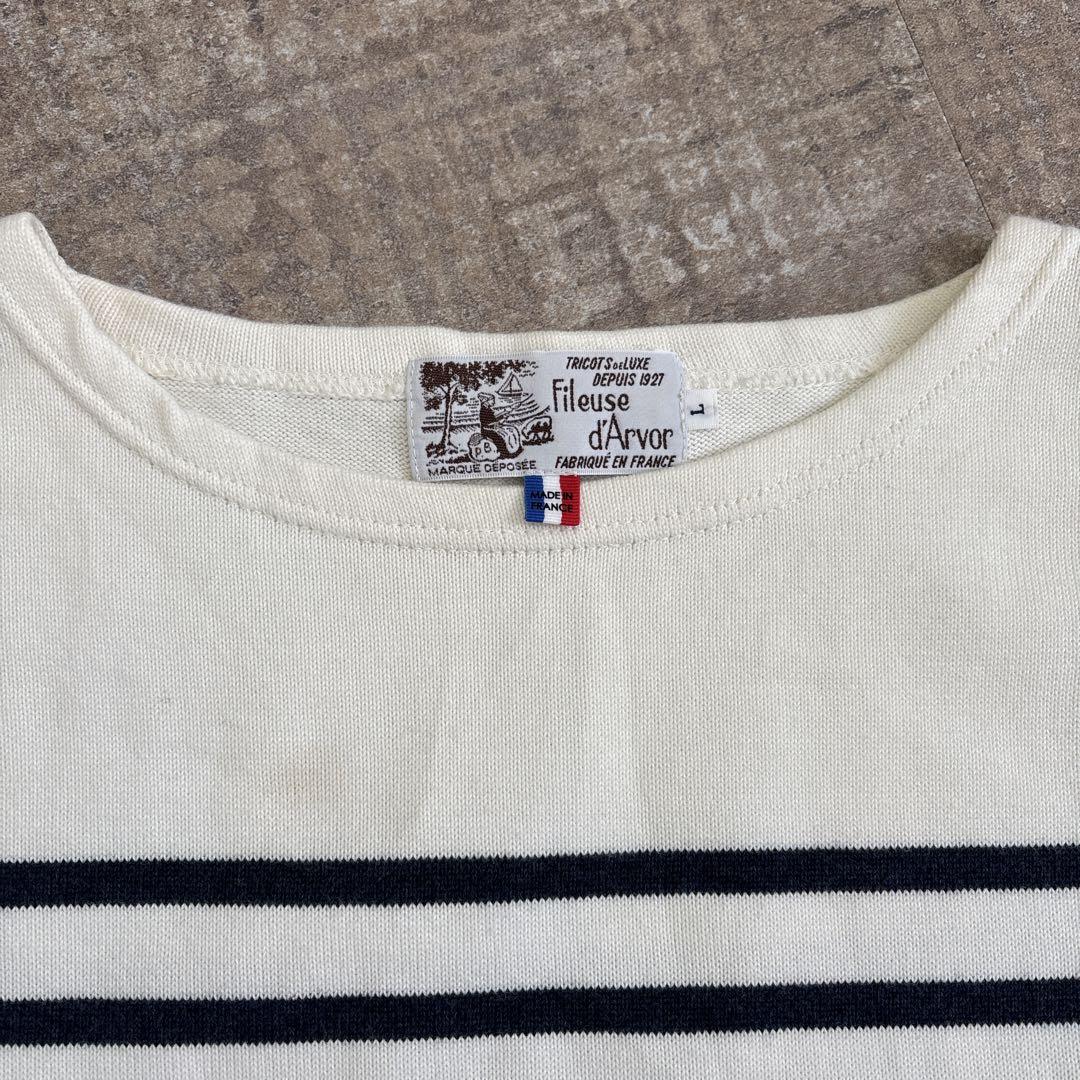 TRICOTS DE LUXE
DEPUIS 1927
Fileuse
d'Arvor
P.B.
MARQUE DÉPOSÉE
FABRIQUÉ EN FRANCE
L
MADE IN
FRANCE